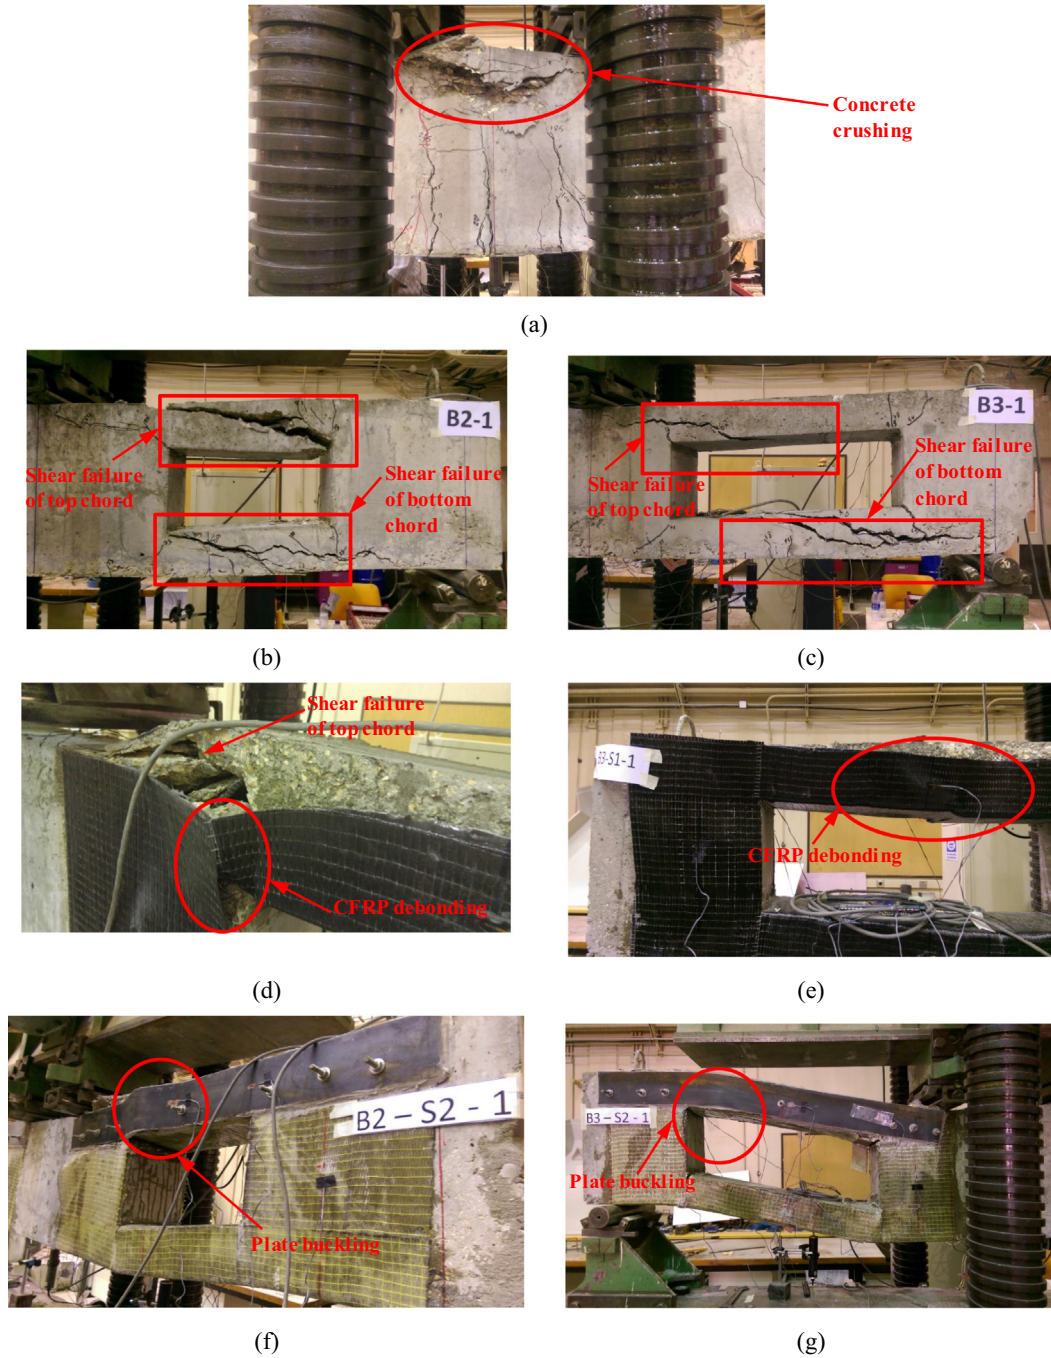 Concrete
crushing
(a)
B2-1
Shear failure
of top chord
Shear failure
of bottom
chord
(b)
B3-1
Shear failure
of bottom
chord
Shear failure
of top chord
(c)
Shear failure
of top chord
CFRP debonding
(d)
B3-S1-1
CFRP debonding
(e)
B2 – S2 - 1
Plate buckling
(f)
B3 – S2 - 1
Plate buckling
(g)